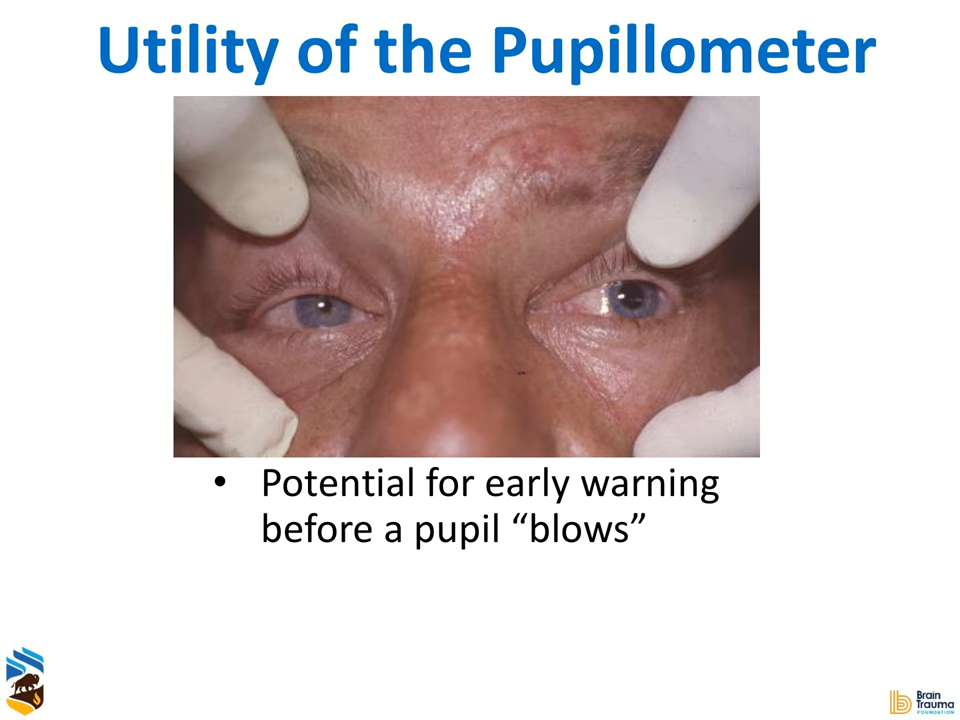 Utility of the Pupillometer
• Potential for early warning
before a pupil “blows”
Brain
Trauma
FOUNDATION